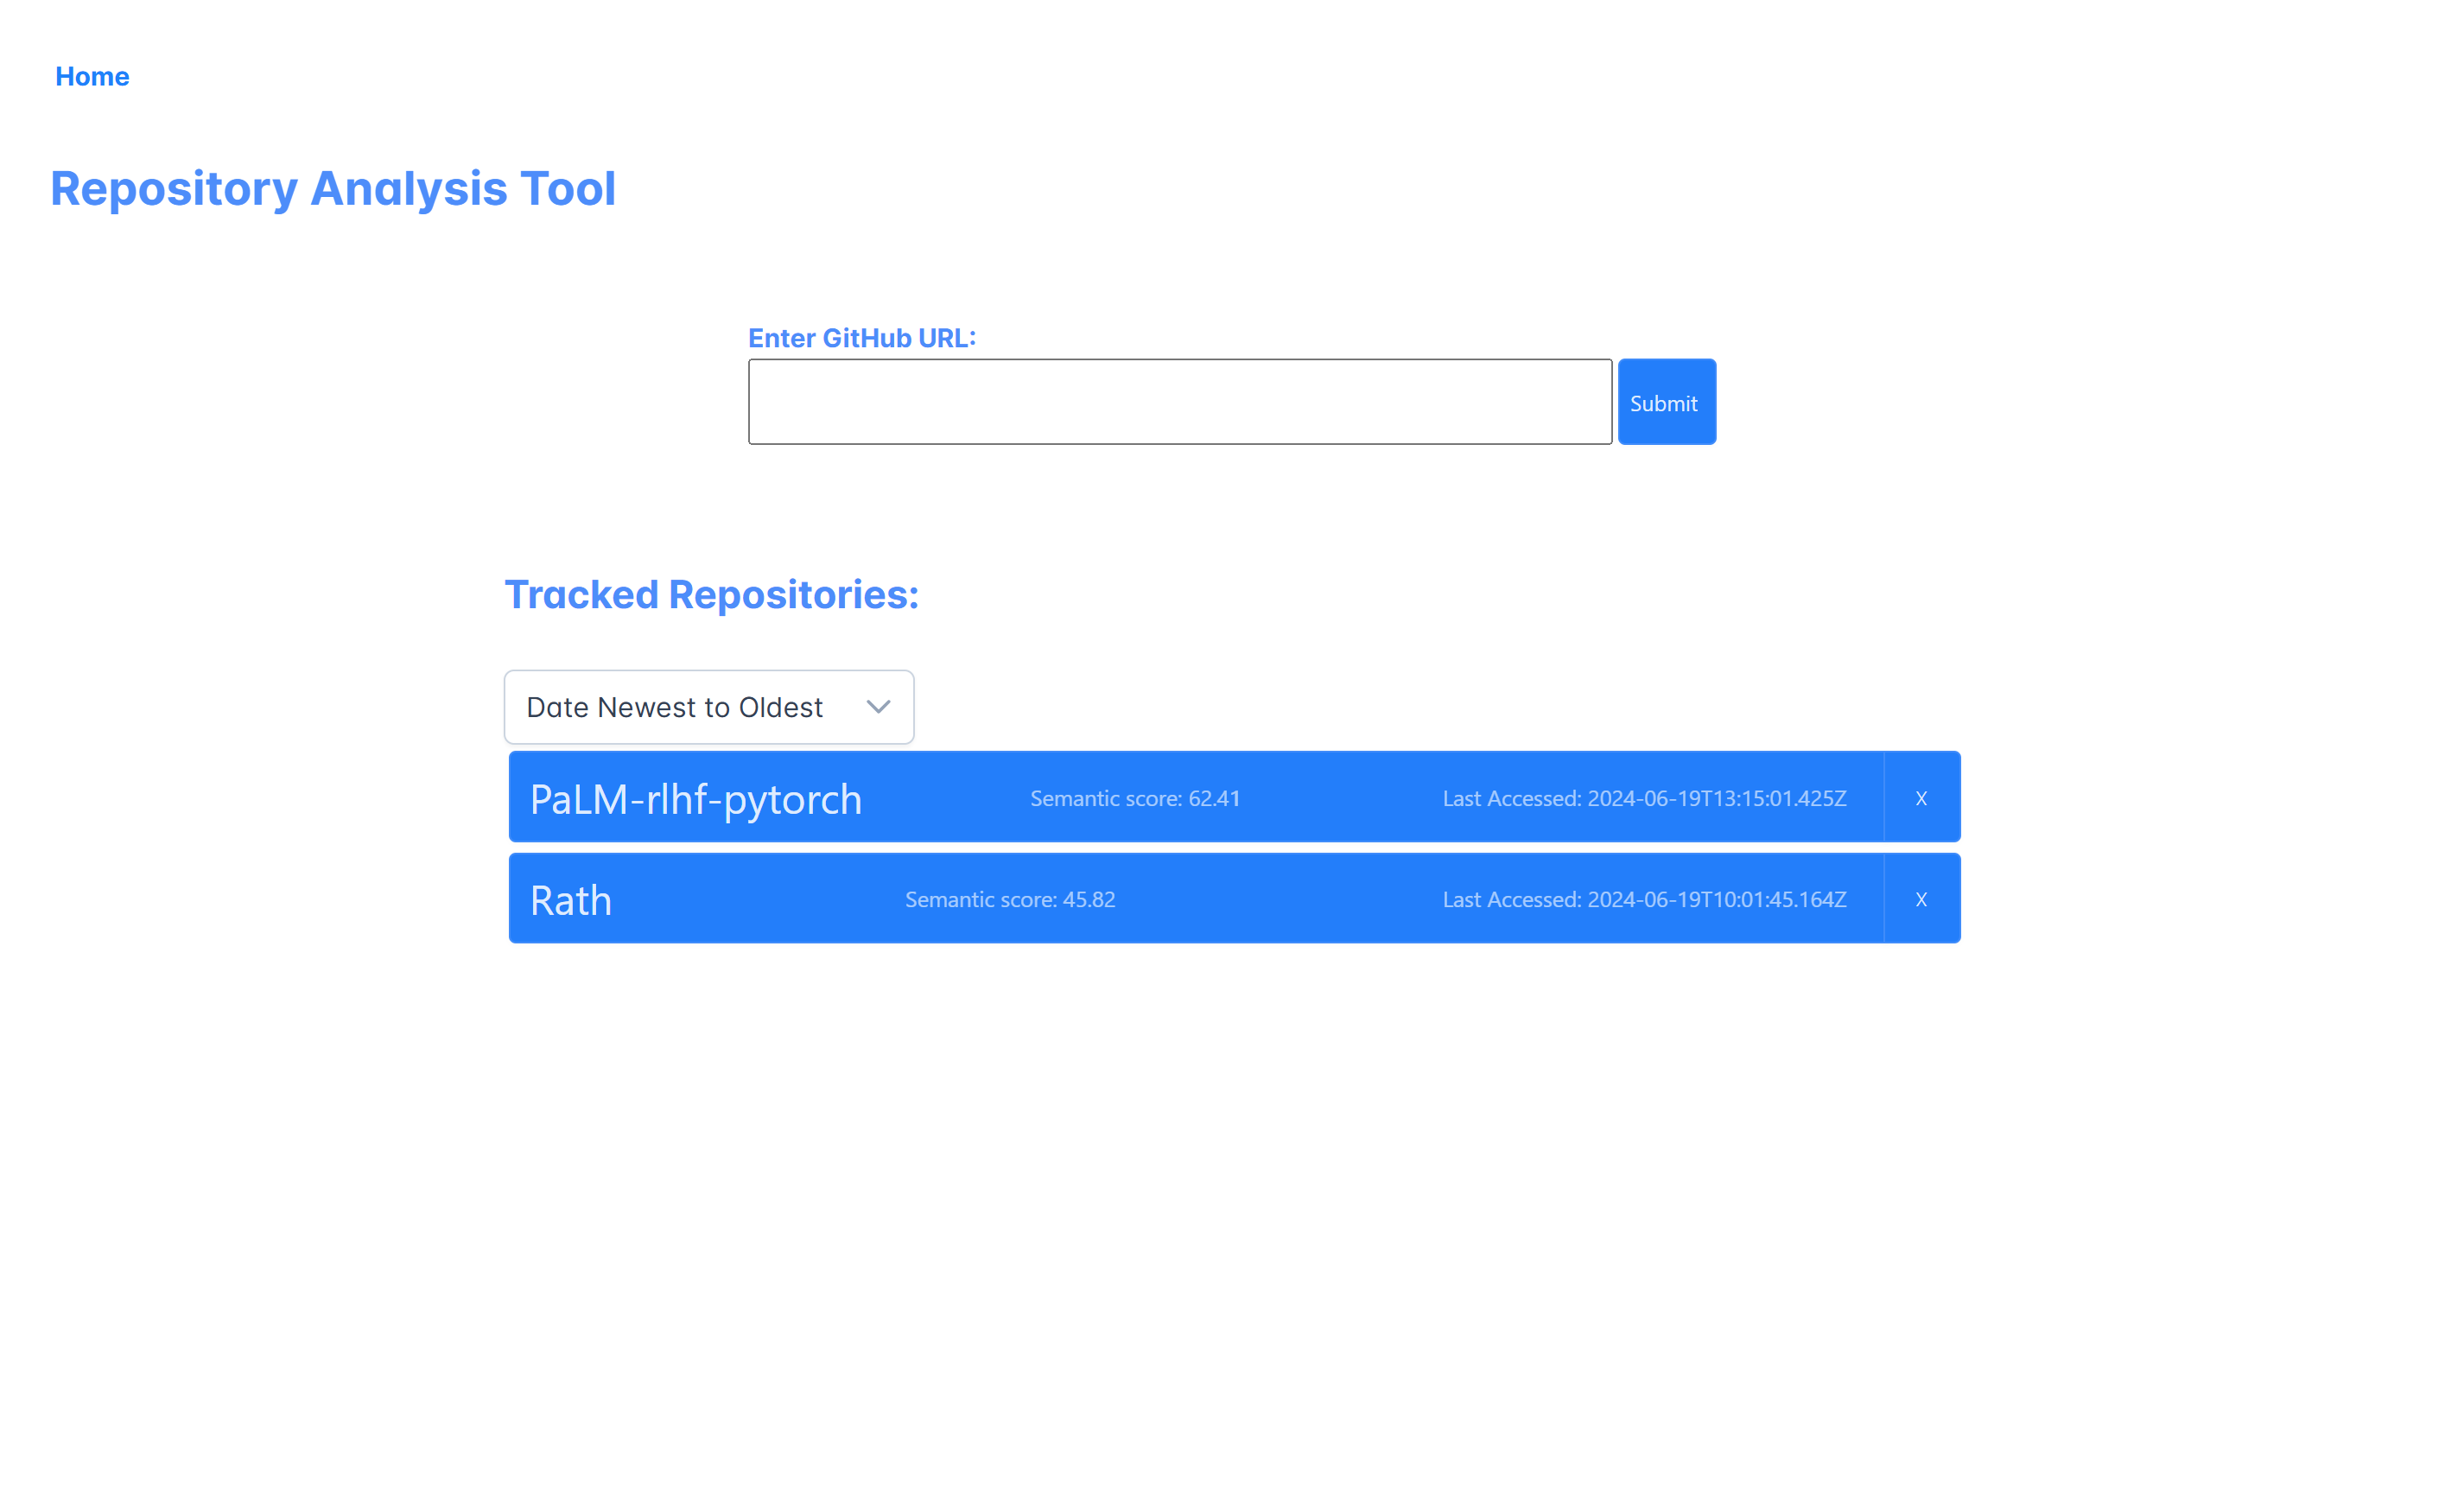 Home
Repository Analysis Tool
Enter GitHub URL:
Submit
Tracked Repositories:
Date Newest to Oldest
PaLM-rlhf-pytorch Semantic score: 62.41 Last Accessed: 2024-06-19T13:15:01.425Z X
Rath Semantic score: 45.82 Last Accessed: 2024-06-19T10:01:45.164Z X